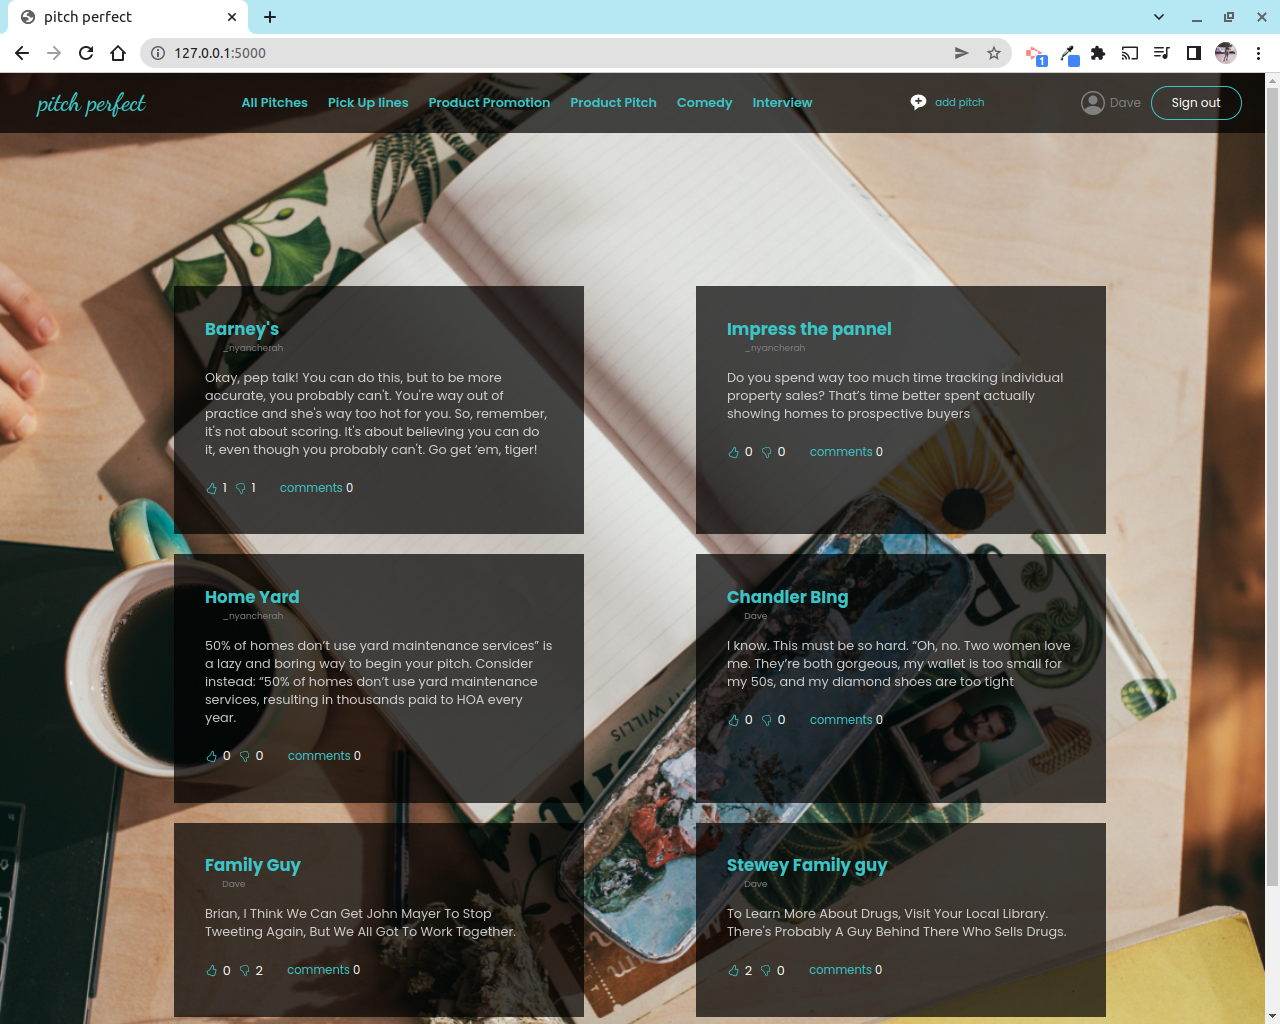 pitch perfect
127.0.0.1:5000
1
pitch perfect
All Pitches Pick Up lines Product Promotion Product Pitch Comedy Interview
add pitch
Dave
Sign out
Barney's
_nyancherah
Okay, pep talk! You can do this, but to be more
accurate, you probably can't. You're way out of
practice and she's way too hot for you. So, remember,
it's not about scoring. It's about believing you can do
it, even though you probably can't. Go get ‘em, tiger!
1 1 comments 0
Impress the pannel
_nyancherah
Do you spend way too much time tracking individual
property sales? That’s time better spent actually
showing homes to prospective buyers
0 0 comments 0
Home Yard
_nyancherah
50% of homes don’t use yard maintenance services” is
a lazy and boring way to begin your pitch. Consider
instead: “50% of homes don’t use yard maintenance
services, resulting in thousands paid to HOA every
year.
0 0 comments 0
Chandler BIng
Dave
I know. This must be so hard. “Oh, no. Two women love
me. They’re both gorgeous, my wallet is too small for
my 50s, and my diamond shoes are too tight
0 0 comments 0
WILLIS
Family Guy
Dave
Brian, I Think We Can Get John Mayer To Stop
Tweeting Again, But We All Got To Work Together.
0 2 comments 0
Stewey Family guy
Dave
To Learn More About Drugs, Visit Your Local Library.
There's Probably A Guy Behind There Who Sells Drugs.
2 0 comments 0